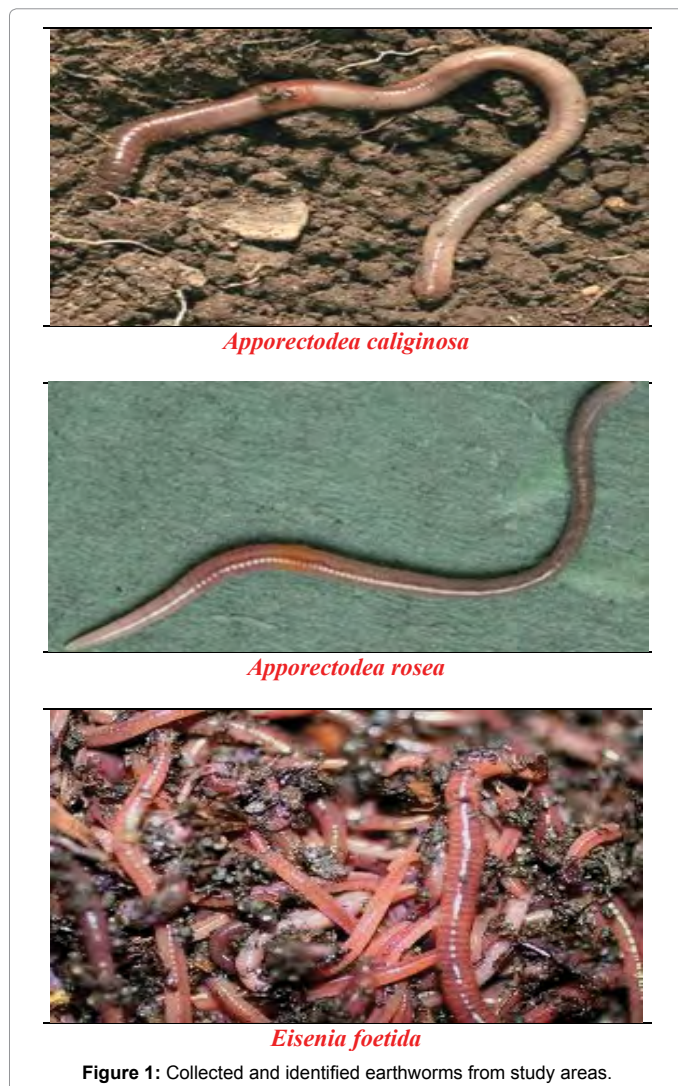 Apporectodea caliginosa
Apporectodea rosea
Eisenia foetida
Figure 1: Collected and identified earthworms from study areas.